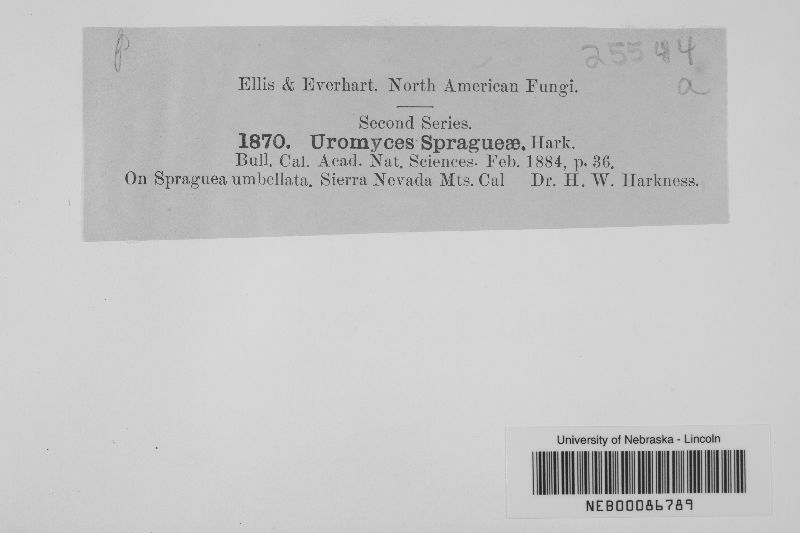 p
25544
a
Ellis & Everhart. North American Fungi.
Second Series.
1870. Uromyces Spragueæ. Hark.
Bull. Cal. Acad. Nat. Sciences. Feb. 1884, p. 36.
On Spraguea umbellata. Sierra Nevada Mts. Cal Dr. H. W. Harkness.
University of Nebraska - Lincoln
NEB00086789